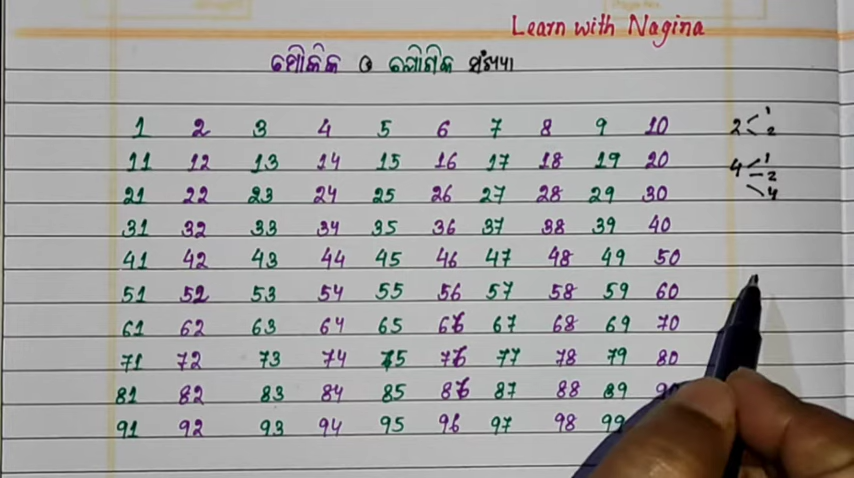 Learn with Nagina
ମୌଳିକ ଓ ଯୌଗିକ ସଂଖ୍ୟା
1 2 3 4 5 6 7 8 9 10 2 1 2
11 12 13 14 15 16 17 18 19 20 4 1 2 4
21 22 23 24 25 26 27 28 29 30
31 32 33 34 35 36 37 38 39 40
41 42 43 44 45 46 47 48 49 50
51 52 53 54 55 56 57 58 59 60
61 62 63 64 65 66 67 68 69 70
71 72 73 74 75 76 77 78 79 80
81 82 83 84 85 86 87 88 89 90
91 92 93 94 95 96 97 98 99